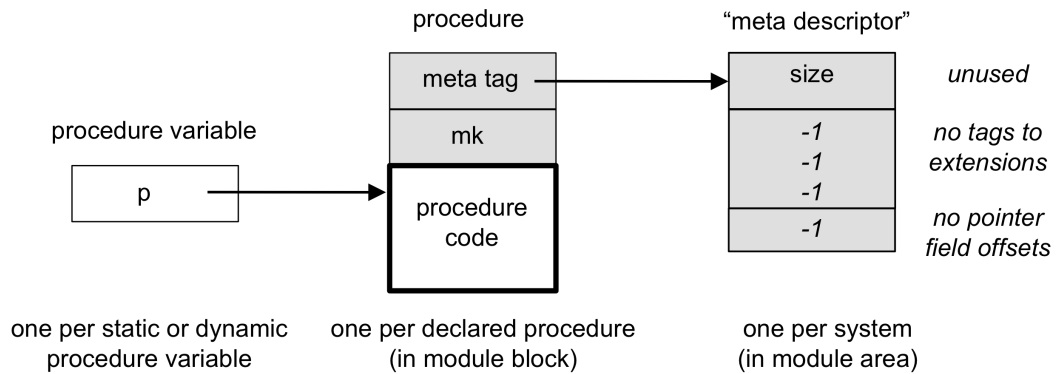 procedure
“meta descriptor”
meta tag
size
unused
procedure variable
mk
-1
-1
-1
no tags to
extensions
p
procedure
code
-1
no pointer
field offsets
one per static or dynamic
procedure variable
one per declared procedure
(in module block)
one per system
(in module area)